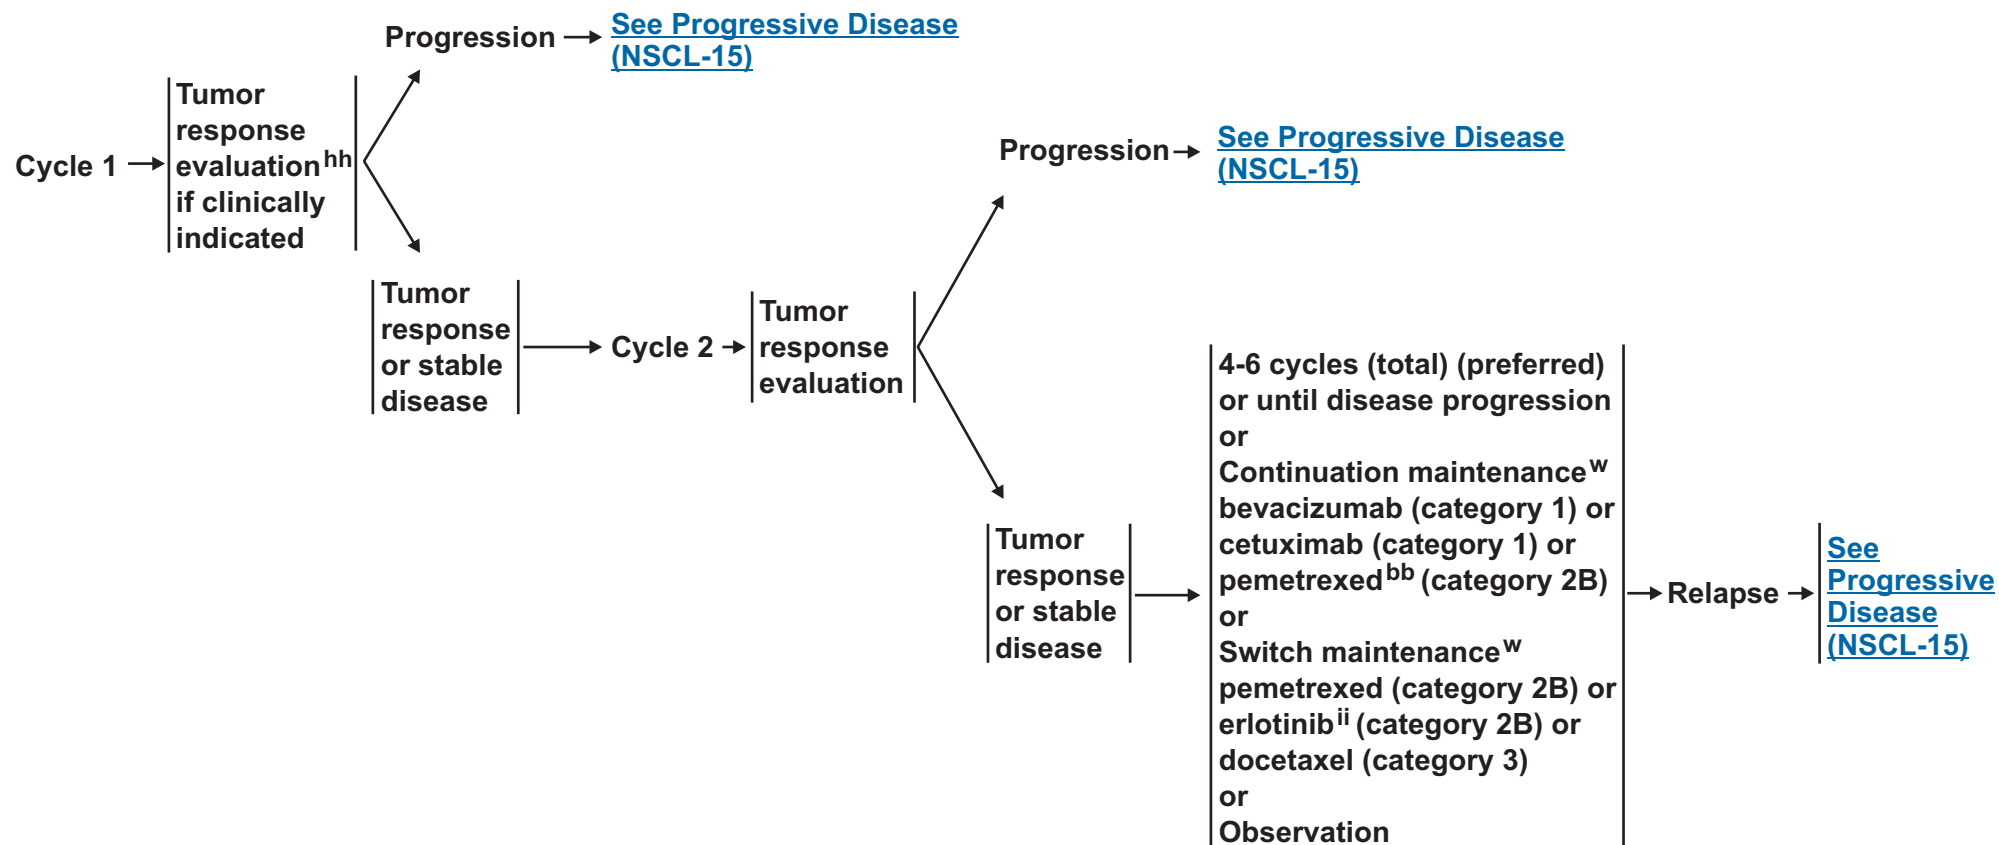 Progression
See Progressive Disease
(NSCL-15)
Cycle 1
Tumor
response
evaluationhh
if clinically
indicated
Progression
See Progressive Disease
(NSCL-15)
Tumor
response
or stable
disease
Cycle 2
Tumor
response
evaluation
Tumor
response
or stable
disease
4-6 cycles (total) (preferred)
or until disease progression
or
Continuation maintenancew
bevacizumab (category 1) or
cetuximab (category 1) or
pemetrexedbb (category 2B)
or
Switch maintenancew
pemetrexed (category 2B) or
erlotinibii (category 2B) or
docetaxel (category 3)
or
Observation
Relapse
See
Progressive
Disease
(NSCL-15)